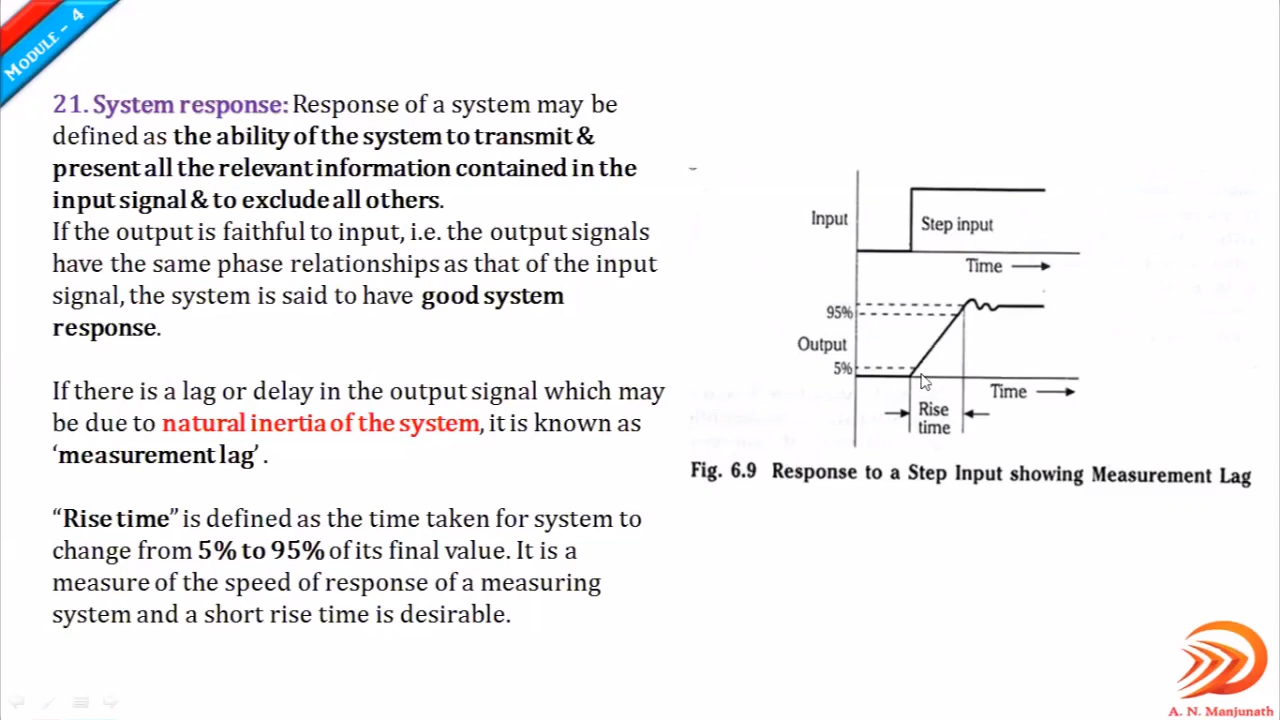 MODULE – 4
21. System response: Response of a system may be
defined as the ability of the system to transmit &
present all the relevant information contained in the
input signal & to exclude all others.
If the output is faithful to input, i.e. the output signals
have the same phase relationships as that of the input
signal, the system is said to have good system
response.
If there is a lag or delay in the output signal which may
be due to natural inertia of the system, it is known as
‘measurement lag’ .
“Rise time” is defined as the time taken for system to
change from 5% to 95% of its final value. It is a
measure of the speed of response of a measuring
system and a short rise time is desirable.
Input
Step input
Time
95%
Output
5%
Time
Rise
time
Fig. 6.9 Response to a Step Input showing Measurement Lag
A. N. Manjunath